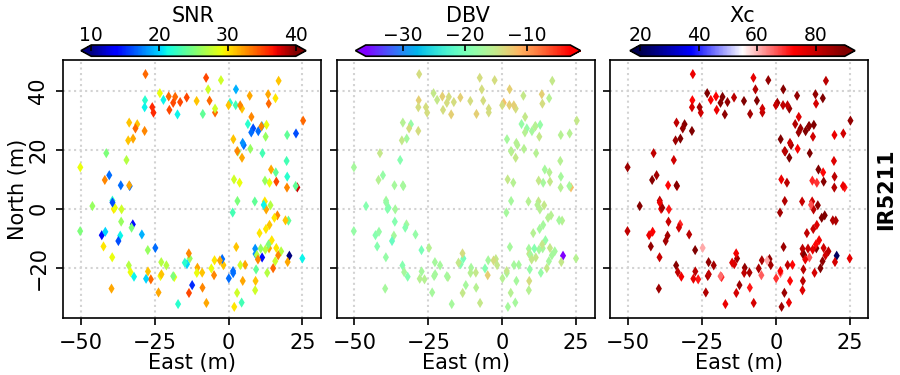 SNR DBV Xc
10 20 30 40 −30 −20 −10 20 40 60 80
40
20
0
−20
North (m)
IR5211
−50 −25 0 25 −50 −25 0 25 −50 −25 0 25
East (m) East (m) East (m)